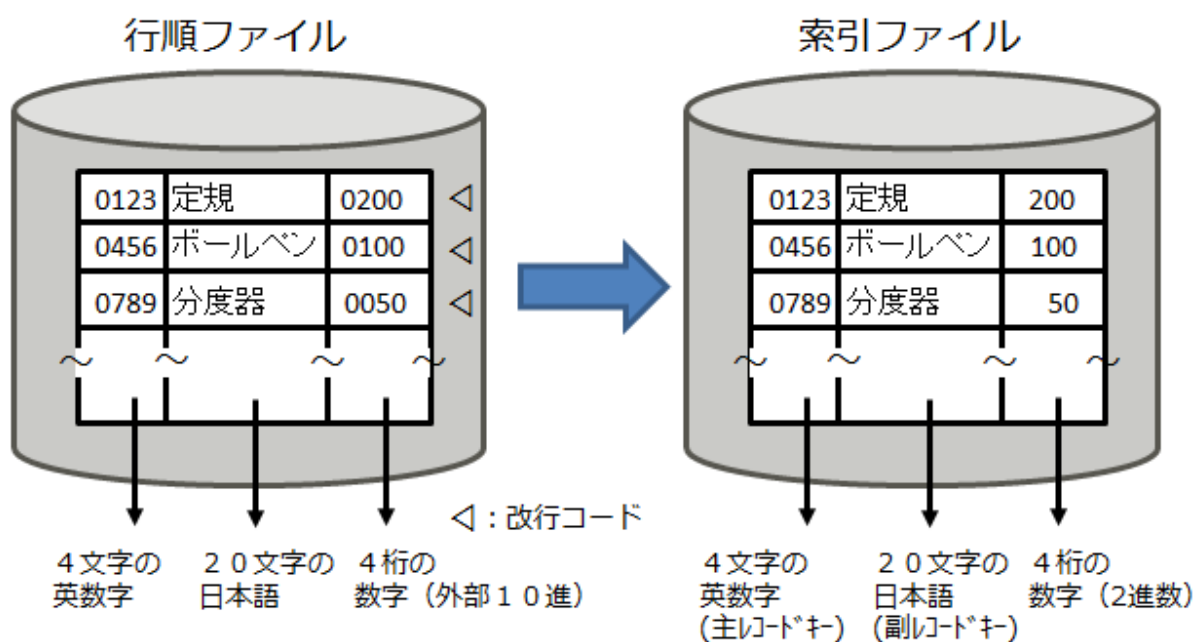 行順ファイル
索引ファイル
0123 定規 0200 ◁
0456 ボールペン 0100 ◁
0789 分度器 0050 ◁
0123 定規 200
0456 ボールペン 100
0789 分度器 50
~ ~ ~ ~
~ ~ ~ ~
◁:改行コード
4文字の
英数字
20文字の
日本語
4桁の
数字(外部10進)
4文字の
英数字
(主レコードキー)
20文字の
日本語
(副レコードキー)
4桁の
数字(2進数)